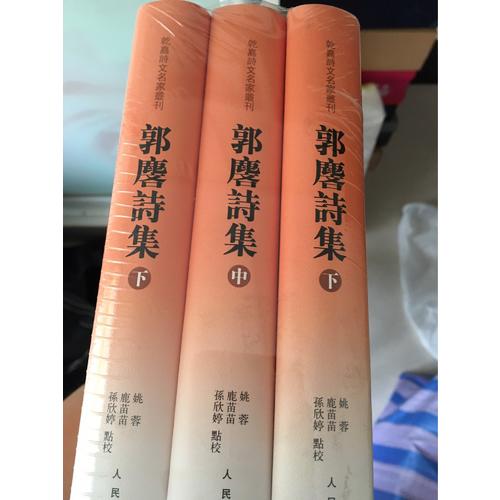 乾嘉詩文名家叢刊
郭麐詩集
下
姚蓉
鹿苗苗
孫欣婷 點校
人民
乾嘉詩文名家叢刊
郭麐詩集
中
姚蓉
鹿苗苗
孫欣婷 點校
人民
乾嘉詩文名家叢刊
郭麐詩集
下
姚蓉
鹿苗苗
孫欣婷 點校
人民